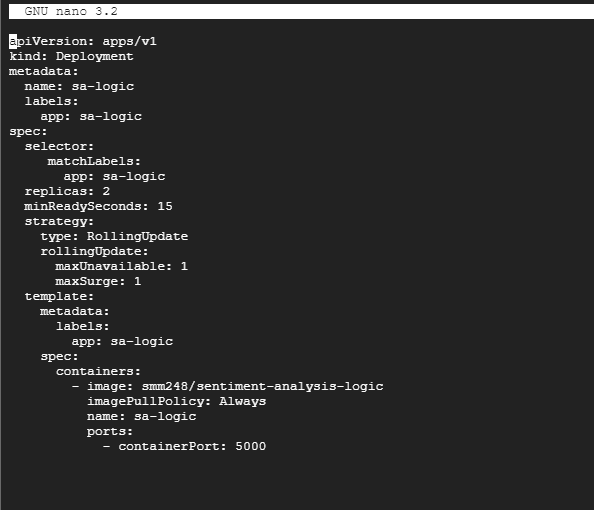 GNU nano 3.2
apiVersion: apps/v1
kind: Deployment
metadata:
  name: sa-logic
  labels:
    app: sa-logic
spec:
  selector:
     matchLabels:
       app: sa-logic
  replicas: 2
  minReadySeconds: 15
  strategy:
    type: RollingUpdate
    rollingUpdate:
      maxUnavailable: 1
      maxSurge: 1
  template:
    metadata:
      labels:
        app: sa-logic
    spec:
      containers:
        - image: smm248/sentiment-analysis-logic
          imagePullPolicy: Always
          name: sa-logic
          ports:
            - containerPort: 5000